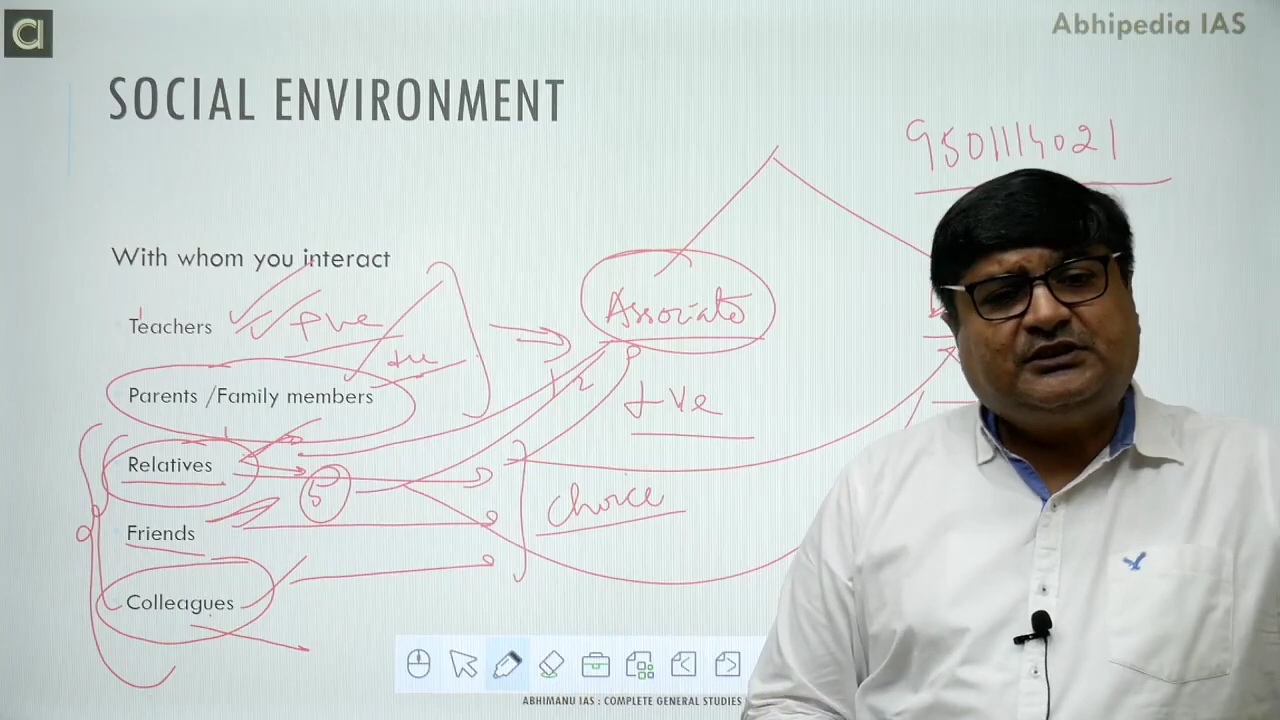 Abhipedia IAS
SOCIAL ENVIRONMENT
9501114021
With whom you interact
Teachers
+ve
+ve
Associate
Parents /Family members
+ve
Relatives
5
choice
Friends
Colleagues
ABHIMANU IAS : COMPLETE GENERAL STUDIES